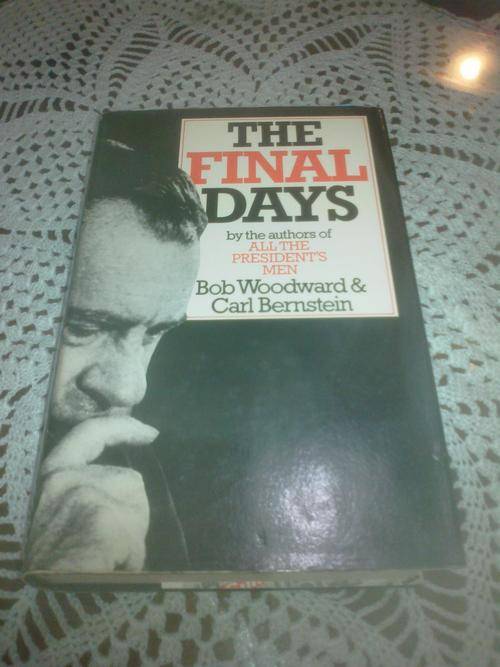 THE
FINAL
DAYS
by the authors of
ALL THE
PRESIDENT'S
MEN
Bob Woodward &
Carl Bernstein